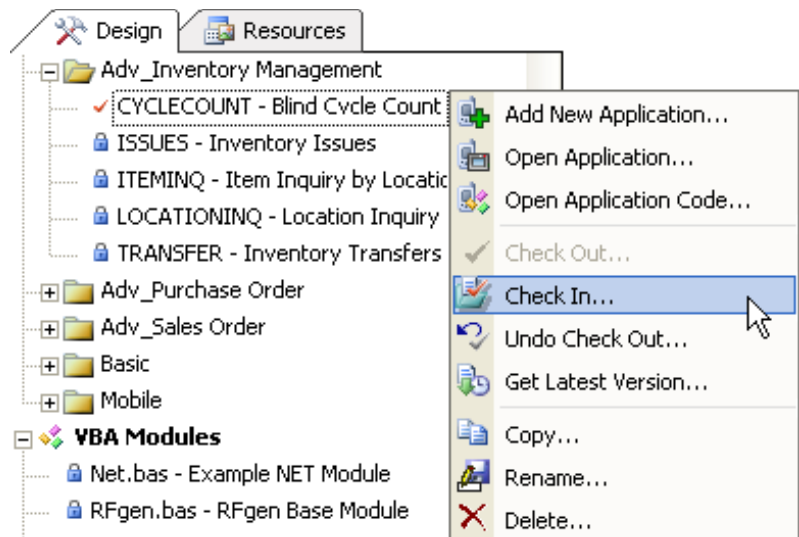 Design
Resources
Adv_Inventory Management
CYCLECOUNT - Blind Cycle Count
ISSUES - Inventory Issues
ITEMINQ - Item Inquiry by Locatic
LOCATIONINQ - Location Inquiry
TRANSFER - Inventory Transfers
Adv_Purchase Order
Adv_Sales Order
Basic
Mobile
VBA Modules
Net.bas - Example NET Module
RFgen.bas - RFgen Base Module
Add New Application...
Open Application...
Open Application Code...
Check Out...
Check In...
Undo Check Out...
Get Latest Version...
Copy...
Rename...
Delete...